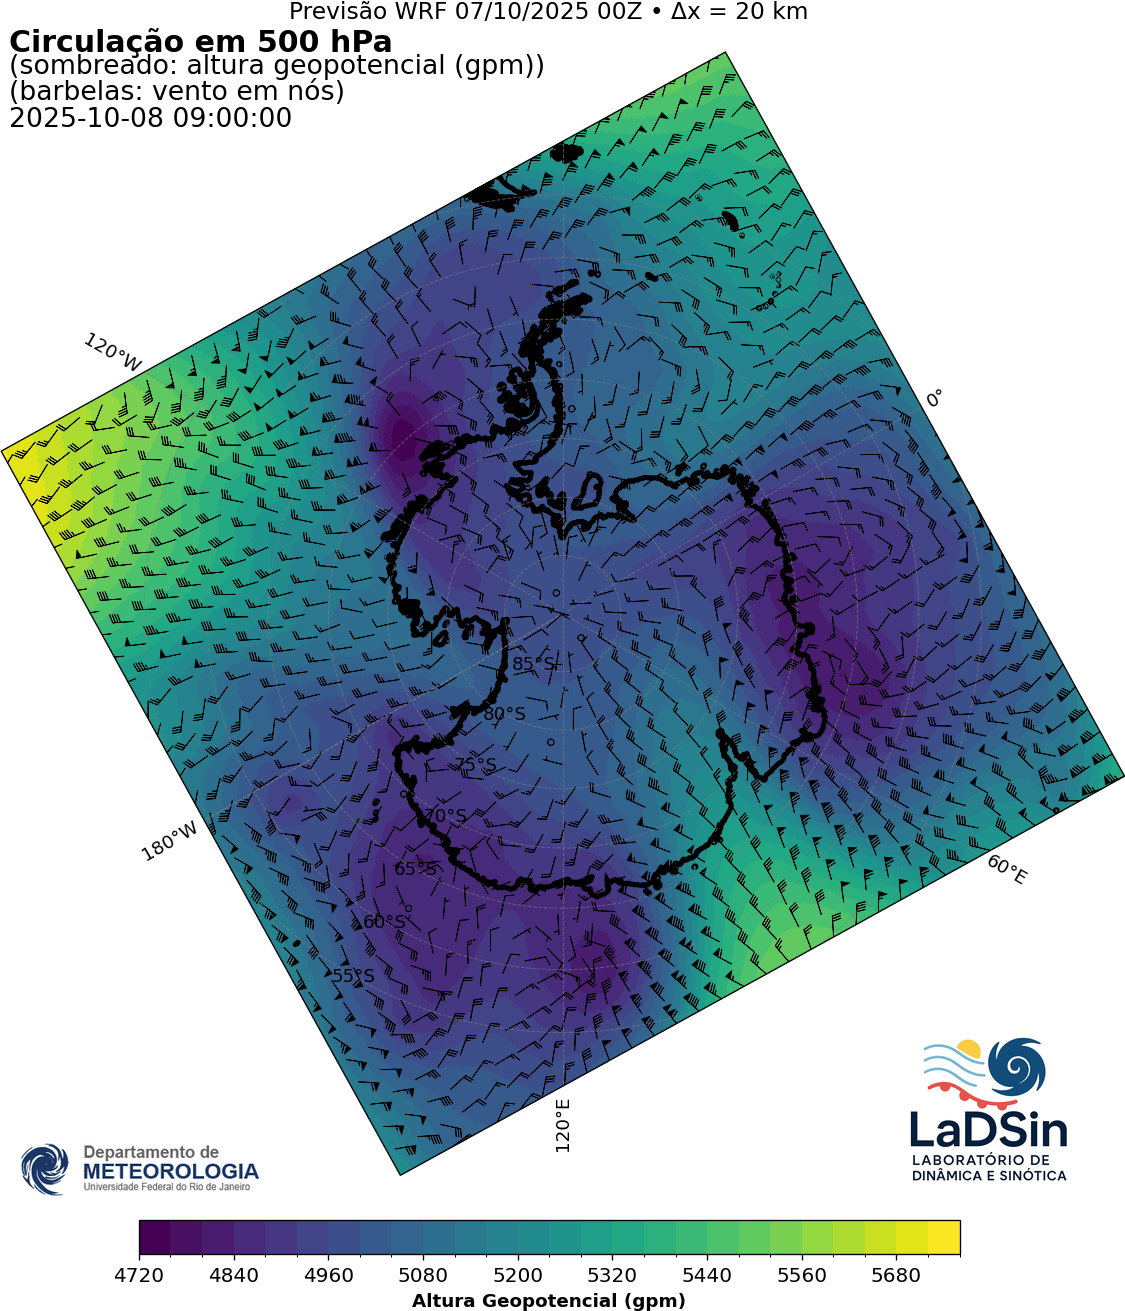 Previsão WRF 07/10/2025 00Z • Δx = 20 km
Circulação em 500 hPa
(sombreado: altura geopotencial (gpm))
(barbelas: vento em nós)
2025-10-08 09:00:00
120°W
0°
85°S
80°S
75°S
70°S
180°W
65°S
60°E
60°S
55°S
120°E
LaDSin
LABORATÓRIO DE
DINÂMICA E SINÓTICA
Departamento de
METEOROLOGIA
Universidade Federal do Rio de Janeiro
4720 4840 4960 5080 5200 5320 5440 5560 5680
Altura Geopotencial (gpm)